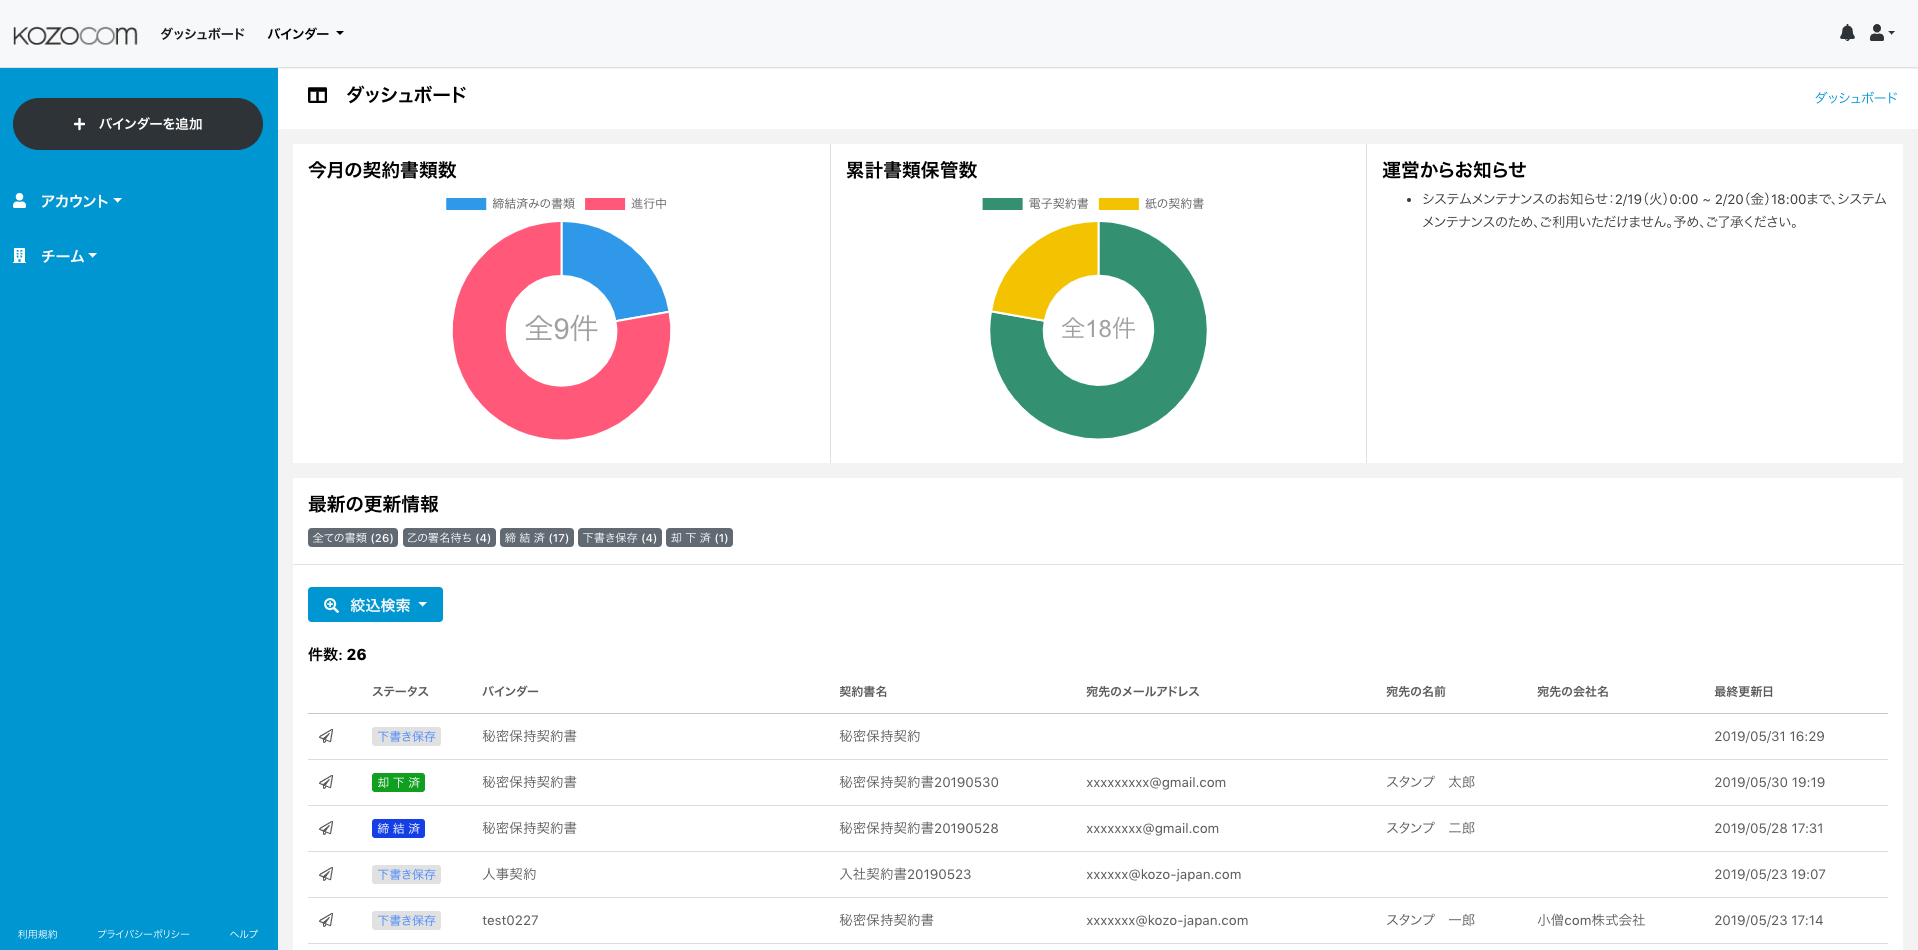 KOZOCOM ダッシュボード バインダー
ダッシュボード
ダッシュボード
バインダーを追加
アカウント
チーム
利用規約 プライバシーポリシー ヘルプ
今月の契約書類数
締結済みの書類 進行中
全9件
累計書類保管数
電子契約書 紙の契約書
全18件
運営からお知らせ
システムメンテナンスのお知らせ：2/19（火）0:00 ~ 2/20（金）18:00まで、システム
メンテナンスのため、ご利用いただけません。予め、ご了承ください。
最新の更新情報
全ての書類 (26) 乙の署名待ち (4) 締 結 済 (17) 下書き保存 (4) 却 下 済 (1)
絞込検索
件数: 26
ステータス バインダー 契約書名 宛先のメールアドレス 宛先の名前 宛先の会社名 最終更新日
下書き保存 秘密保持契約書 秘密保持契約 2019/05/31 16:29
却 下 済 秘密保持契約書 秘密保持契約書20190530 xxxxxxxxx@gmail.com スタンプ　太郎 2019/05/30 19:19
締 結 済 秘密保持契約書 秘密保持契約書20190528 xxxxxxxx@gmail.com スタンプ　二郎 2019/05/28 17:31
下書き保存 人事契約 入社契約書20190523 xxxxxx@kozo-japan.com 2019/05/23 19:07
下書き保存 test0227 秘密保持契約書 xxxxxxx@kozo-japan.com スタンプ　一郎 小僧com株式会社 2019/05/23 17:14